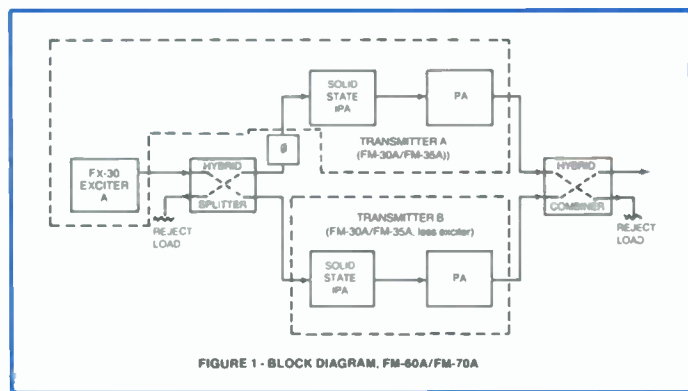 SOLID
STATE
IPA
PA
TRANSMITTER A
(FM-30A/FM-35A))
Ø
FX-30
EXCITER
A
HYBRID
SPLITTER
REJECT
LOAD
HYBRID
COMBINER
REJECT
LOAD
TRANSMITTER B
(FM-30A/FM-35A, less exciter)
SOLID
STATE
IPA
PA
FIGURE 1 - BLOCK DIAGRAM, FM-60A/FM-70A